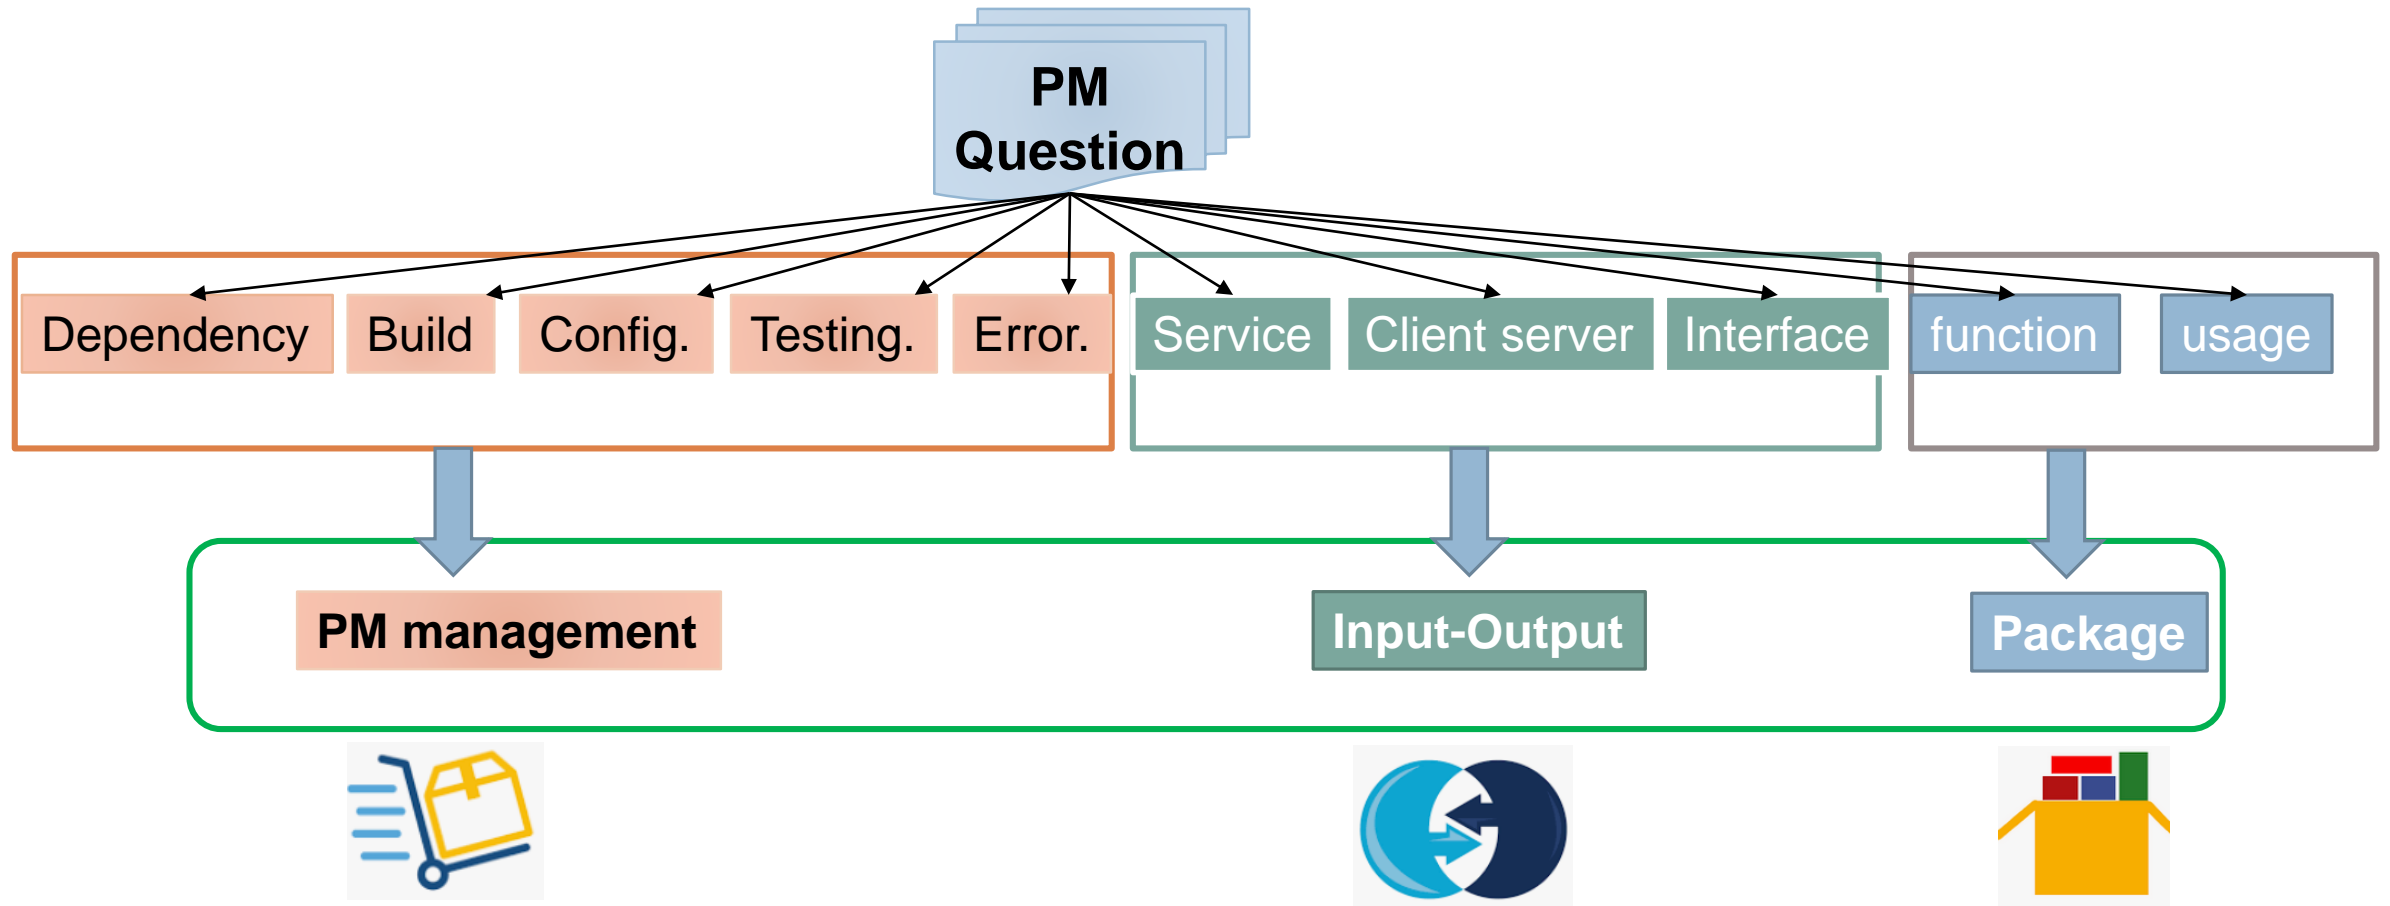 PM
Question
Dependency
Build
Config.
Testing.
Error.
Service
Client server
Interface
function
usage
PM management
Input-Output
Package